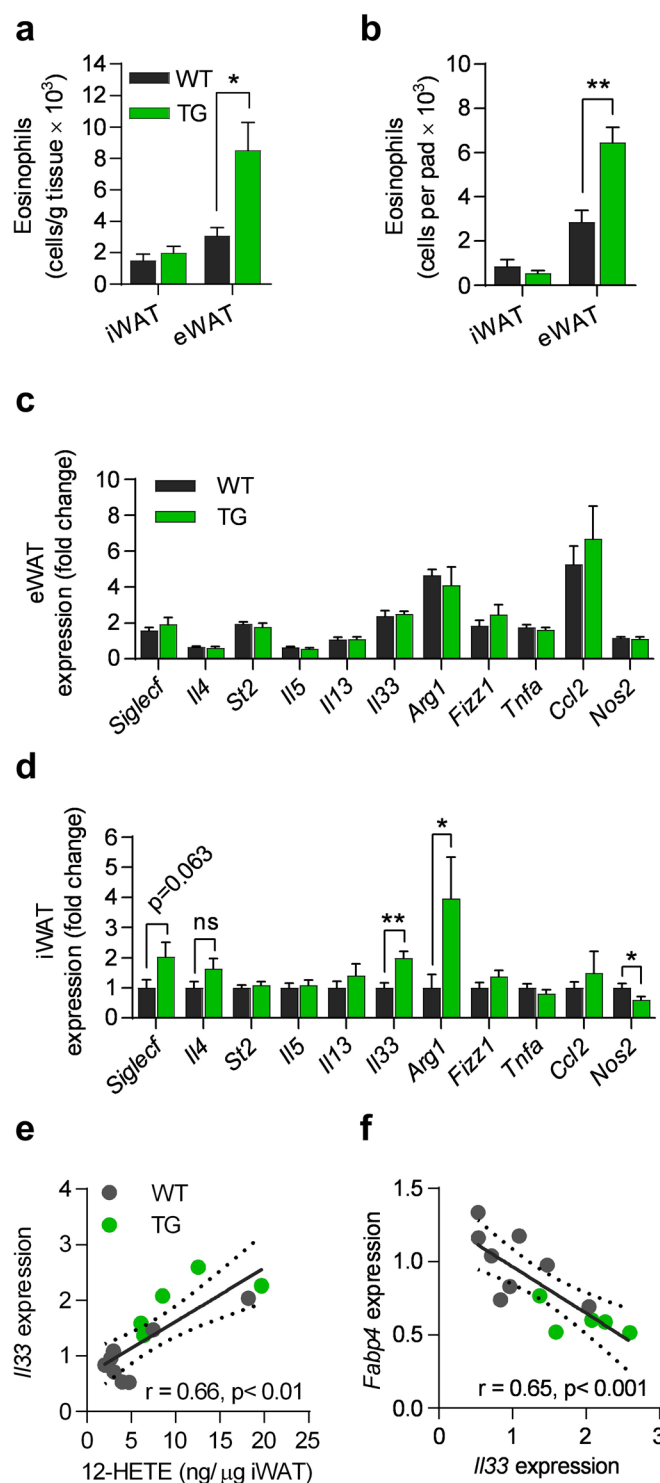 a
Eosinophils
(cells/g tissue × 10³)
14
12
10
8
6
4
2
0
WT
TG
*
iWAT
eWAT
b
Eosinophils
(cells per pad × 10³)
10
8
6
4
2
0
**
iWAT
eWAT
c
eWAT
expression (fold change)
10
8
6
4
2
0
WT
TG
Siglecf
Il4
St2
Il5
Il13
Il33
Arg1
Fizz1
Tnfa
Ccl2
Nos2
d
iWAT
expression (fold change)
6
5
4
3
2
1
0
p=0.063
ns
**
*
*
Siglecf
Il4
St2
Il5
Il13
Il33
Arg1
Fizz1
Tnfa
Ccl2
Nos2
e
Il33 expression
4
3
2
1
0
WT
TG
r = 0.66, p< 0.01
0 5 10 15 20 25
12-HETE (ng/ μg iWAT)
f
Fabp4 expression
1.5
1.0
0.5
0.0
r = 0.65, p< 0.001
0 1 2 3
Il33 expression